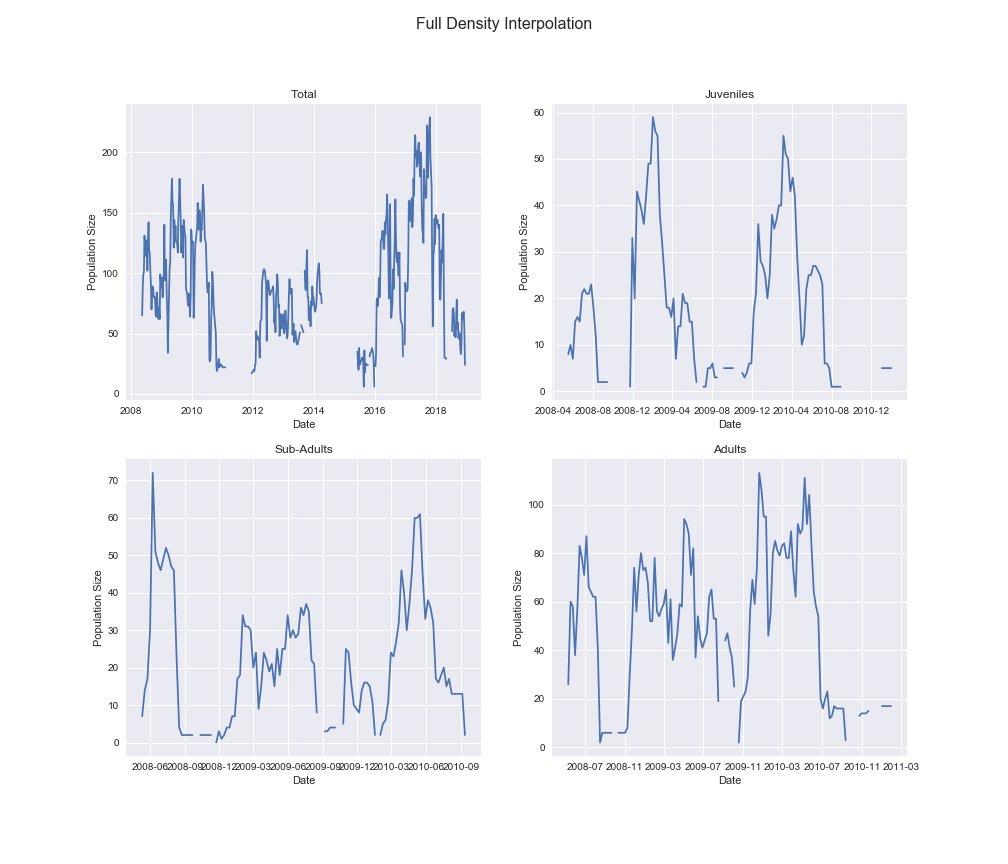 Full Density Interpolation
Total
Population Size
200
150
100
50
0
2008 2010 2012 2014 2016 2018
Date
Juveniles
Population Size
60
50
40
30
20
10
0
2008-04 2008-08 2008-12 2009-04 2009-08 2009-12 2010-04 2010-08 2010-12
Date
Sub-Adults
Population Size
70
60
50
40
30
20
10
0
2008-06 2008-09 2008-12 2009-03 2009-06 2009-09 2009-12 2010-03 2010-06 2010-09
Date
Adults
Population Size
100
80
60
40
20
0
2008-07 2008-11 2009-03 2009-07 2009-11 2010-03 2010-07 2010-11 2011-03
Date